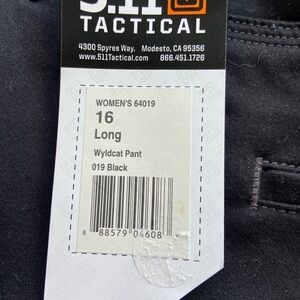 5.11
TACTICAL
4300 Spyres Way. Modesto, CA 95356
www.511Tactical.com 866.451.1726
WOMEN'S 64019
16
Long
Wyldcat Pant
019 Black
8 88579 04608